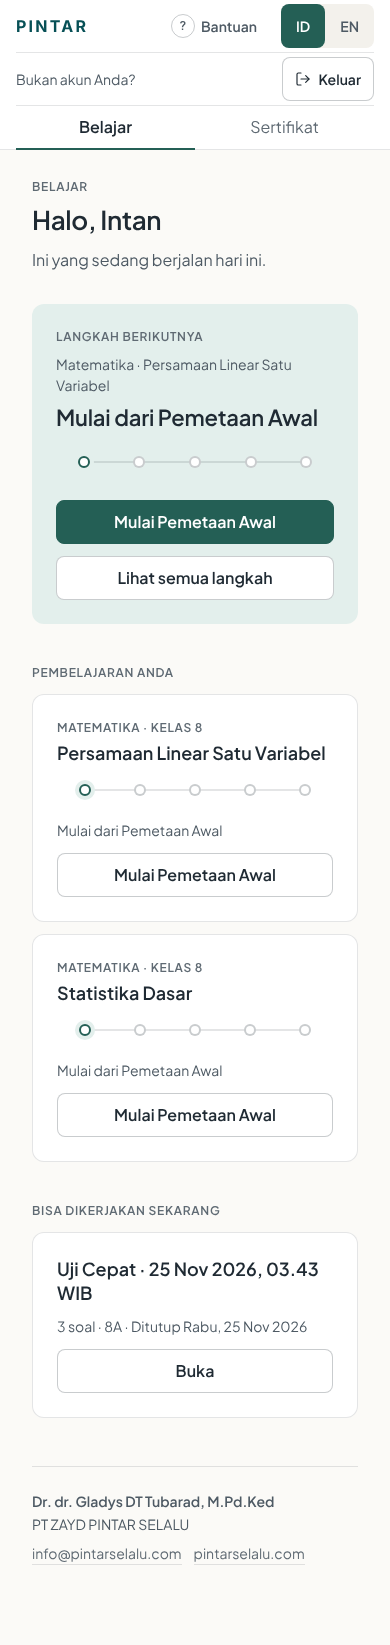 PINTAR
? Bantuan
ID
EN
Bukan akun Anda?
Keluar
Belajar
Sertifikat
BELAJAR
Halo, Intan
Ini yang sedang berjalan hari ini.
LANGKAH BERIKUTNYA
Matematika · Persamaan Linear Satu
Variabel
Mulai dari Pemetaan Awal
Mulai Pemetaan Awal
Lihat semua langkah
PEMBELAJARAN ANDA
MATEMATIKA · KELAS 8
Persamaan Linear Satu Variabel
Mulai dari Pemetaan Awal
Mulai Pemetaan Awal
MATEMATIKA · KELAS 8
Statistika Dasar
Mulai dari Pemetaan Awal
Mulai Pemetaan Awal
BISA DIKERJAKAN SEKARANG
Uji Cepat · 25 Nov 2026, 03.43
WIB
3 soal · 8A · Ditutup Rabu, 25 Nov 2026
Buka
Dr. dr. Gladys DT Tubarad, M.Pd.Ked
PT ZAYD PINTAR SELALU
info@pintarselalu.com pintarselalu.com